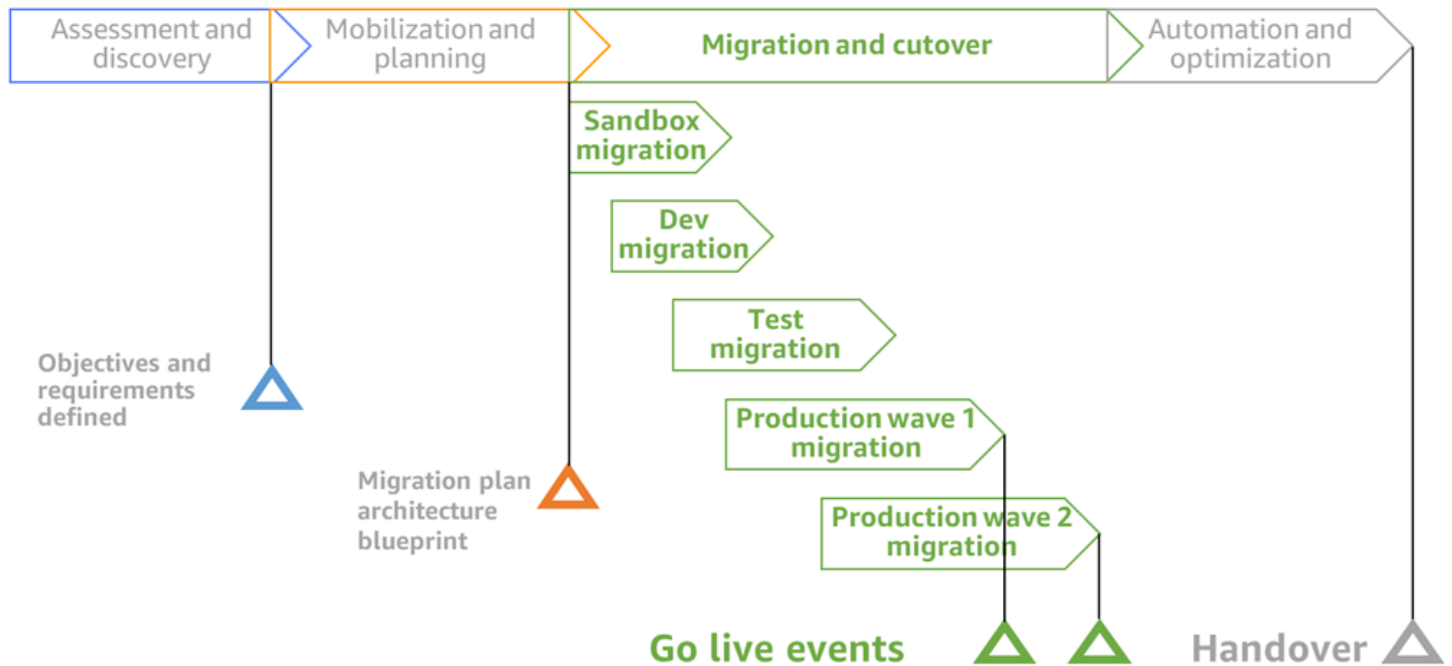 Assessment and
discovery
Mobilization and
planning
Migration and cutover
Automation and
optimization
Sandbox
migration
Dev
migration
Test
migration
Objectives and
requirements
defined
Production wave 1
migration
Migration plan
architecture
blueprint
Production wave 2
migration
Go live events
Handover